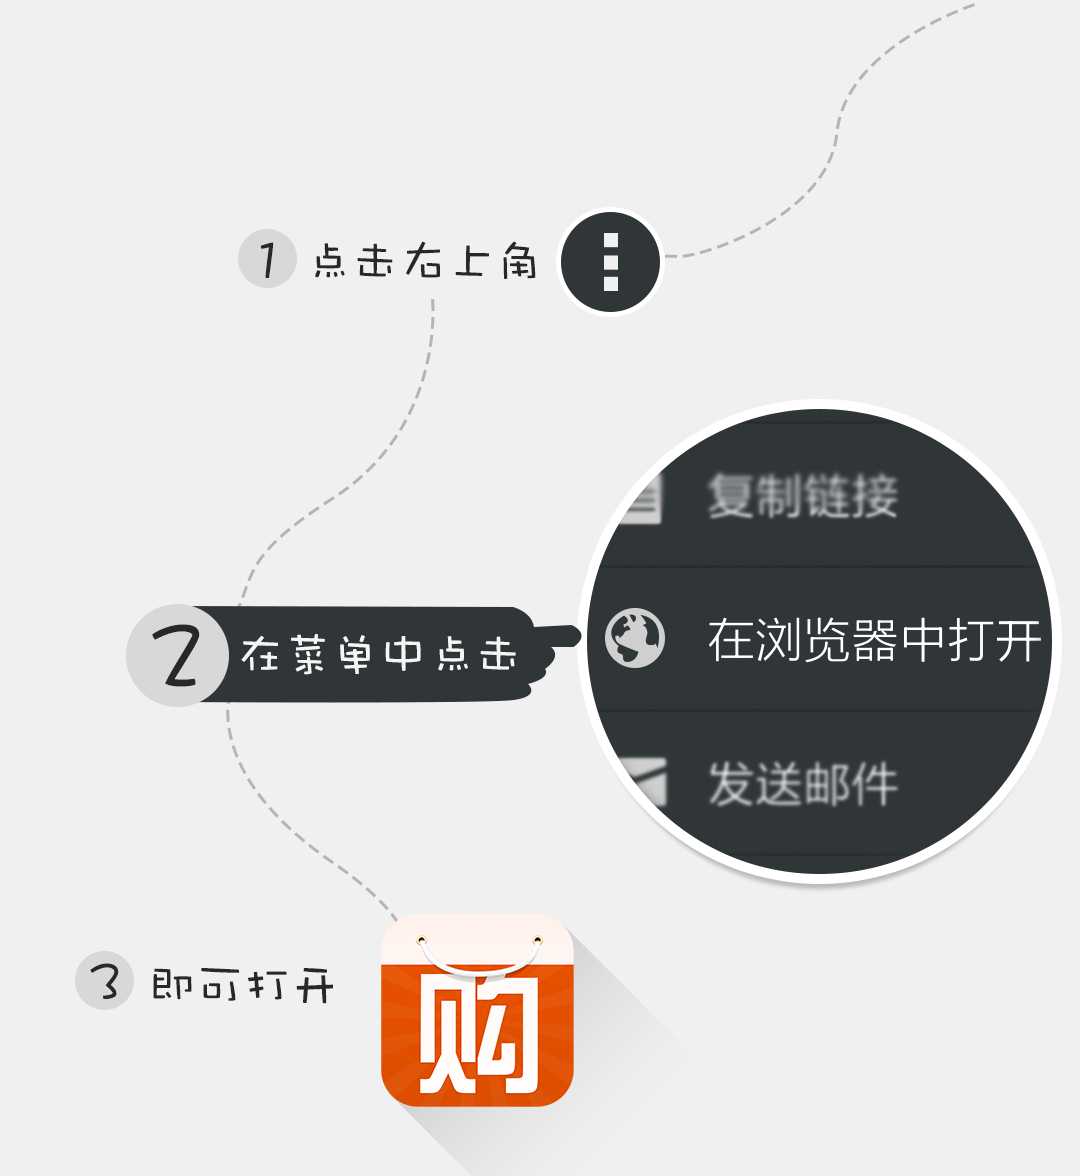 1 点击右上角
复制链接
2 在菜单中点击
在浏览器中打开
发送邮件
3 即可打开
购